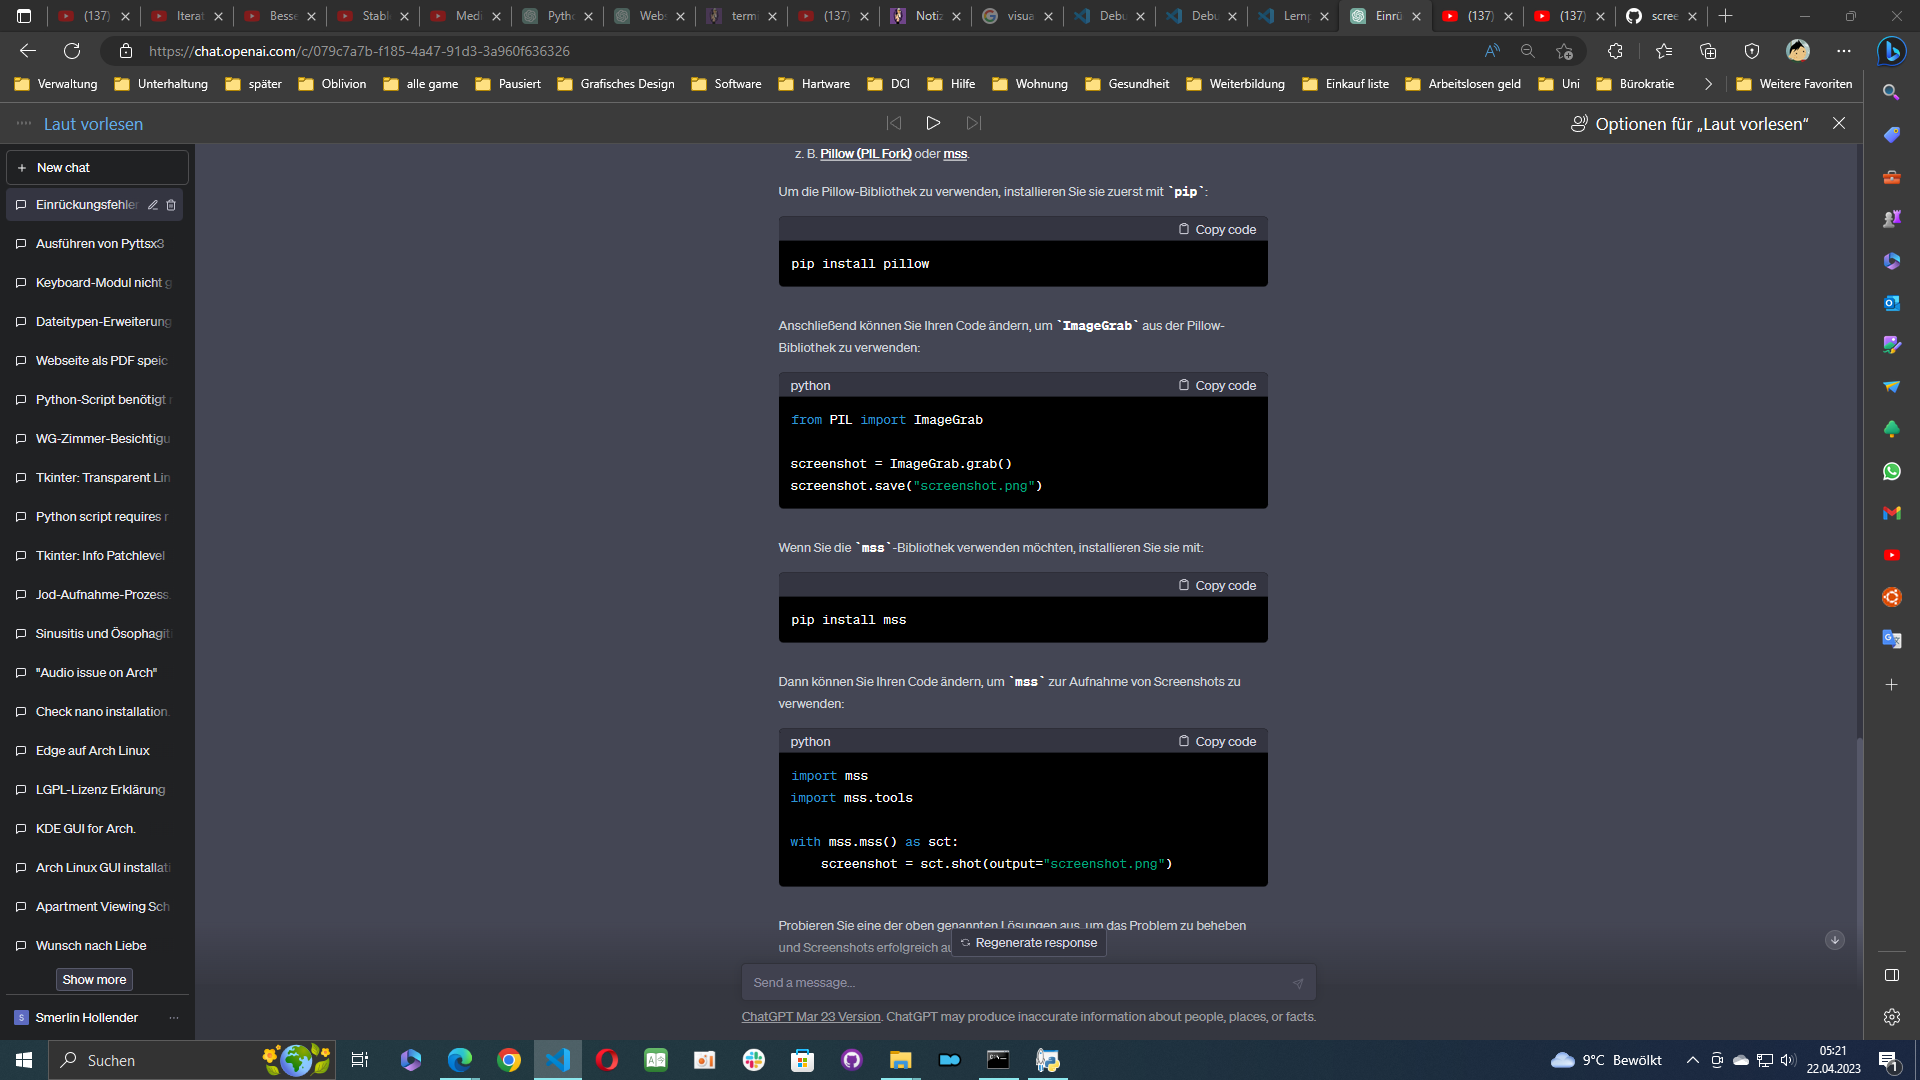 (137)
Iterat
Besse
Stabl
Medi
Pytho
Webs
termi
(137)
Notiz
visua
Debu
Debu
Lernp
Einrü
(137)
(137)
scree
https://chat.openai.com/c/079c7a7b-f185-4a47-91d3-3a960f636326
Verwaltung
Unterhaltung
später
Oblivion
alle game
Pausiert
Grafisches Design
Software
Hartware
DCI
Hilfe
Wohnung
Gesundheit
Weiterbildung
Einkauf liste
Arbeitslosen geld
Uni
Bürokratie
Weitere Favoriten
Laut vorlesen
Optionen für „Laut vorlesen“
+ New chat
Einrückungsfehler
Ausführen von Pyttsx3
Keyboard-Modul nicht g
Dateitypen-Erweiterung
Webseite als PDF speic
Python-Script benötigt
WG-Zimmer-Besichtigu
Tkinter: Transparent Lin
Python script requires r
Tkinter: Info Patchlevel
Jod-Aufnahme-Prozess.
Sinusitis und Ösophagiti
"Audio issue on Arch"
Check nano installation.
Edge auf Arch Linux
LGPL-Lizenz Erklärung
KDE GUI for Arch.
Arch Linux GUI installati
Apartment Viewing Sch
Wunsch nach Liebe
Show more
S Smerlin Hollender
z. B. Pillow (PIL Fork) oder mss.
Um die Pillow-Bibliothek zu verwenden, installieren Sie sie zuerst mit `pip`:
Copy code
pip install pillow
Anschließend können Sie Ihren Code ändern, um `ImageGrab` aus der Pillow-
Bibliothek zu verwenden:
python Copy code
from PIL import ImageGrab
screenshot = ImageGrab.grab()
screenshot.save("screenshot.png")
Wenn Sie die `mss`-Bibliothek verwenden möchten, installieren Sie sie mit:
Copy code
pip install mss
Dann können Sie Ihren Code ändern, um `mss` zur Aufnahme von Screenshots zu
verwenden:
python Copy code
import mss
import mss.tools
with mss.mss() as sct:
    screenshot = sct.shot(output="screenshot.png")
Probieren Sie eine der oben genannten Lösungen aus, um das Problem zu beheben
und Screenshots erfolgreich au
Regenerate response
Send a message...
ChatGPT Mar 23 Version. ChatGPT may produce inaccurate information about people, places, or facts.
Suchen
9°C Bewölkt
05:21
22.04.2023
1